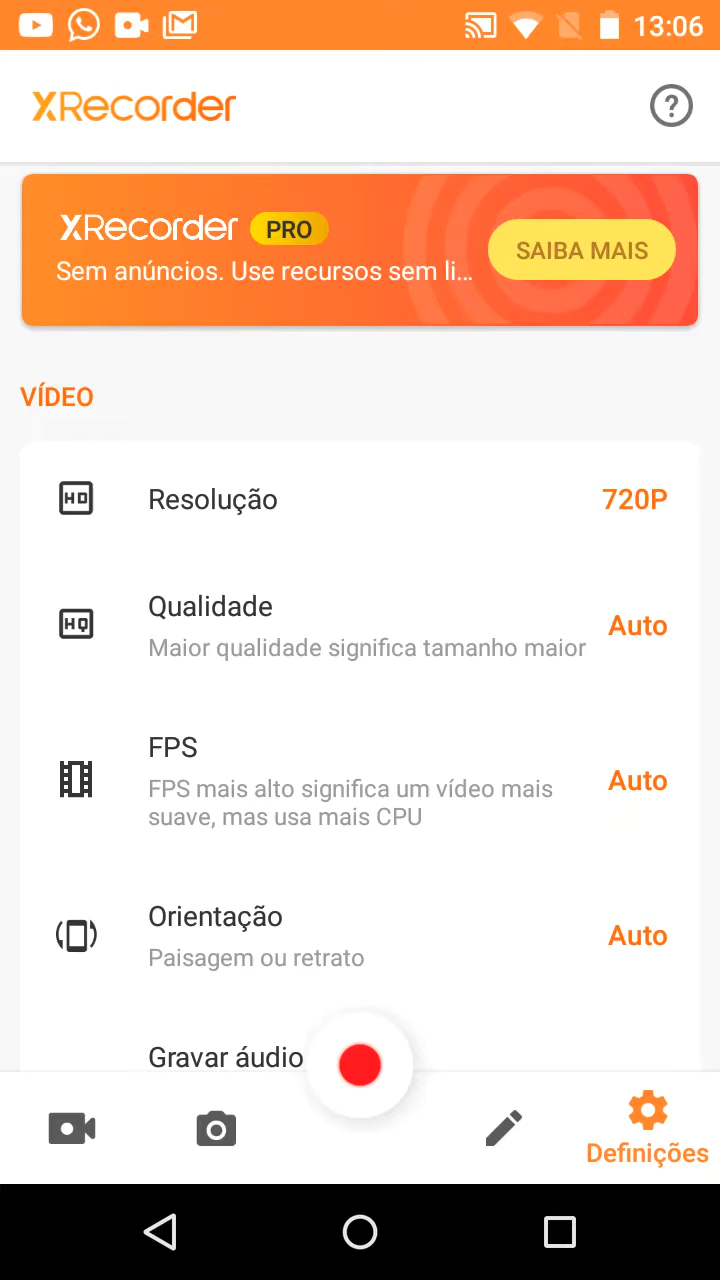 13:06
XRecorder
XRecorder PRO
Sem anúncios. Use recursos sem li...
SAIBA MAIS
VÍDEO
Resolução 720P
Qualidade
Maior qualidade significa tamanho maior
Auto
FPS
FPS mais alto significa um vídeo mais
suave, mas usa mais CPU
Auto
Orientação
Paisagem ou retrato
Auto
Gravar áudio
Definições